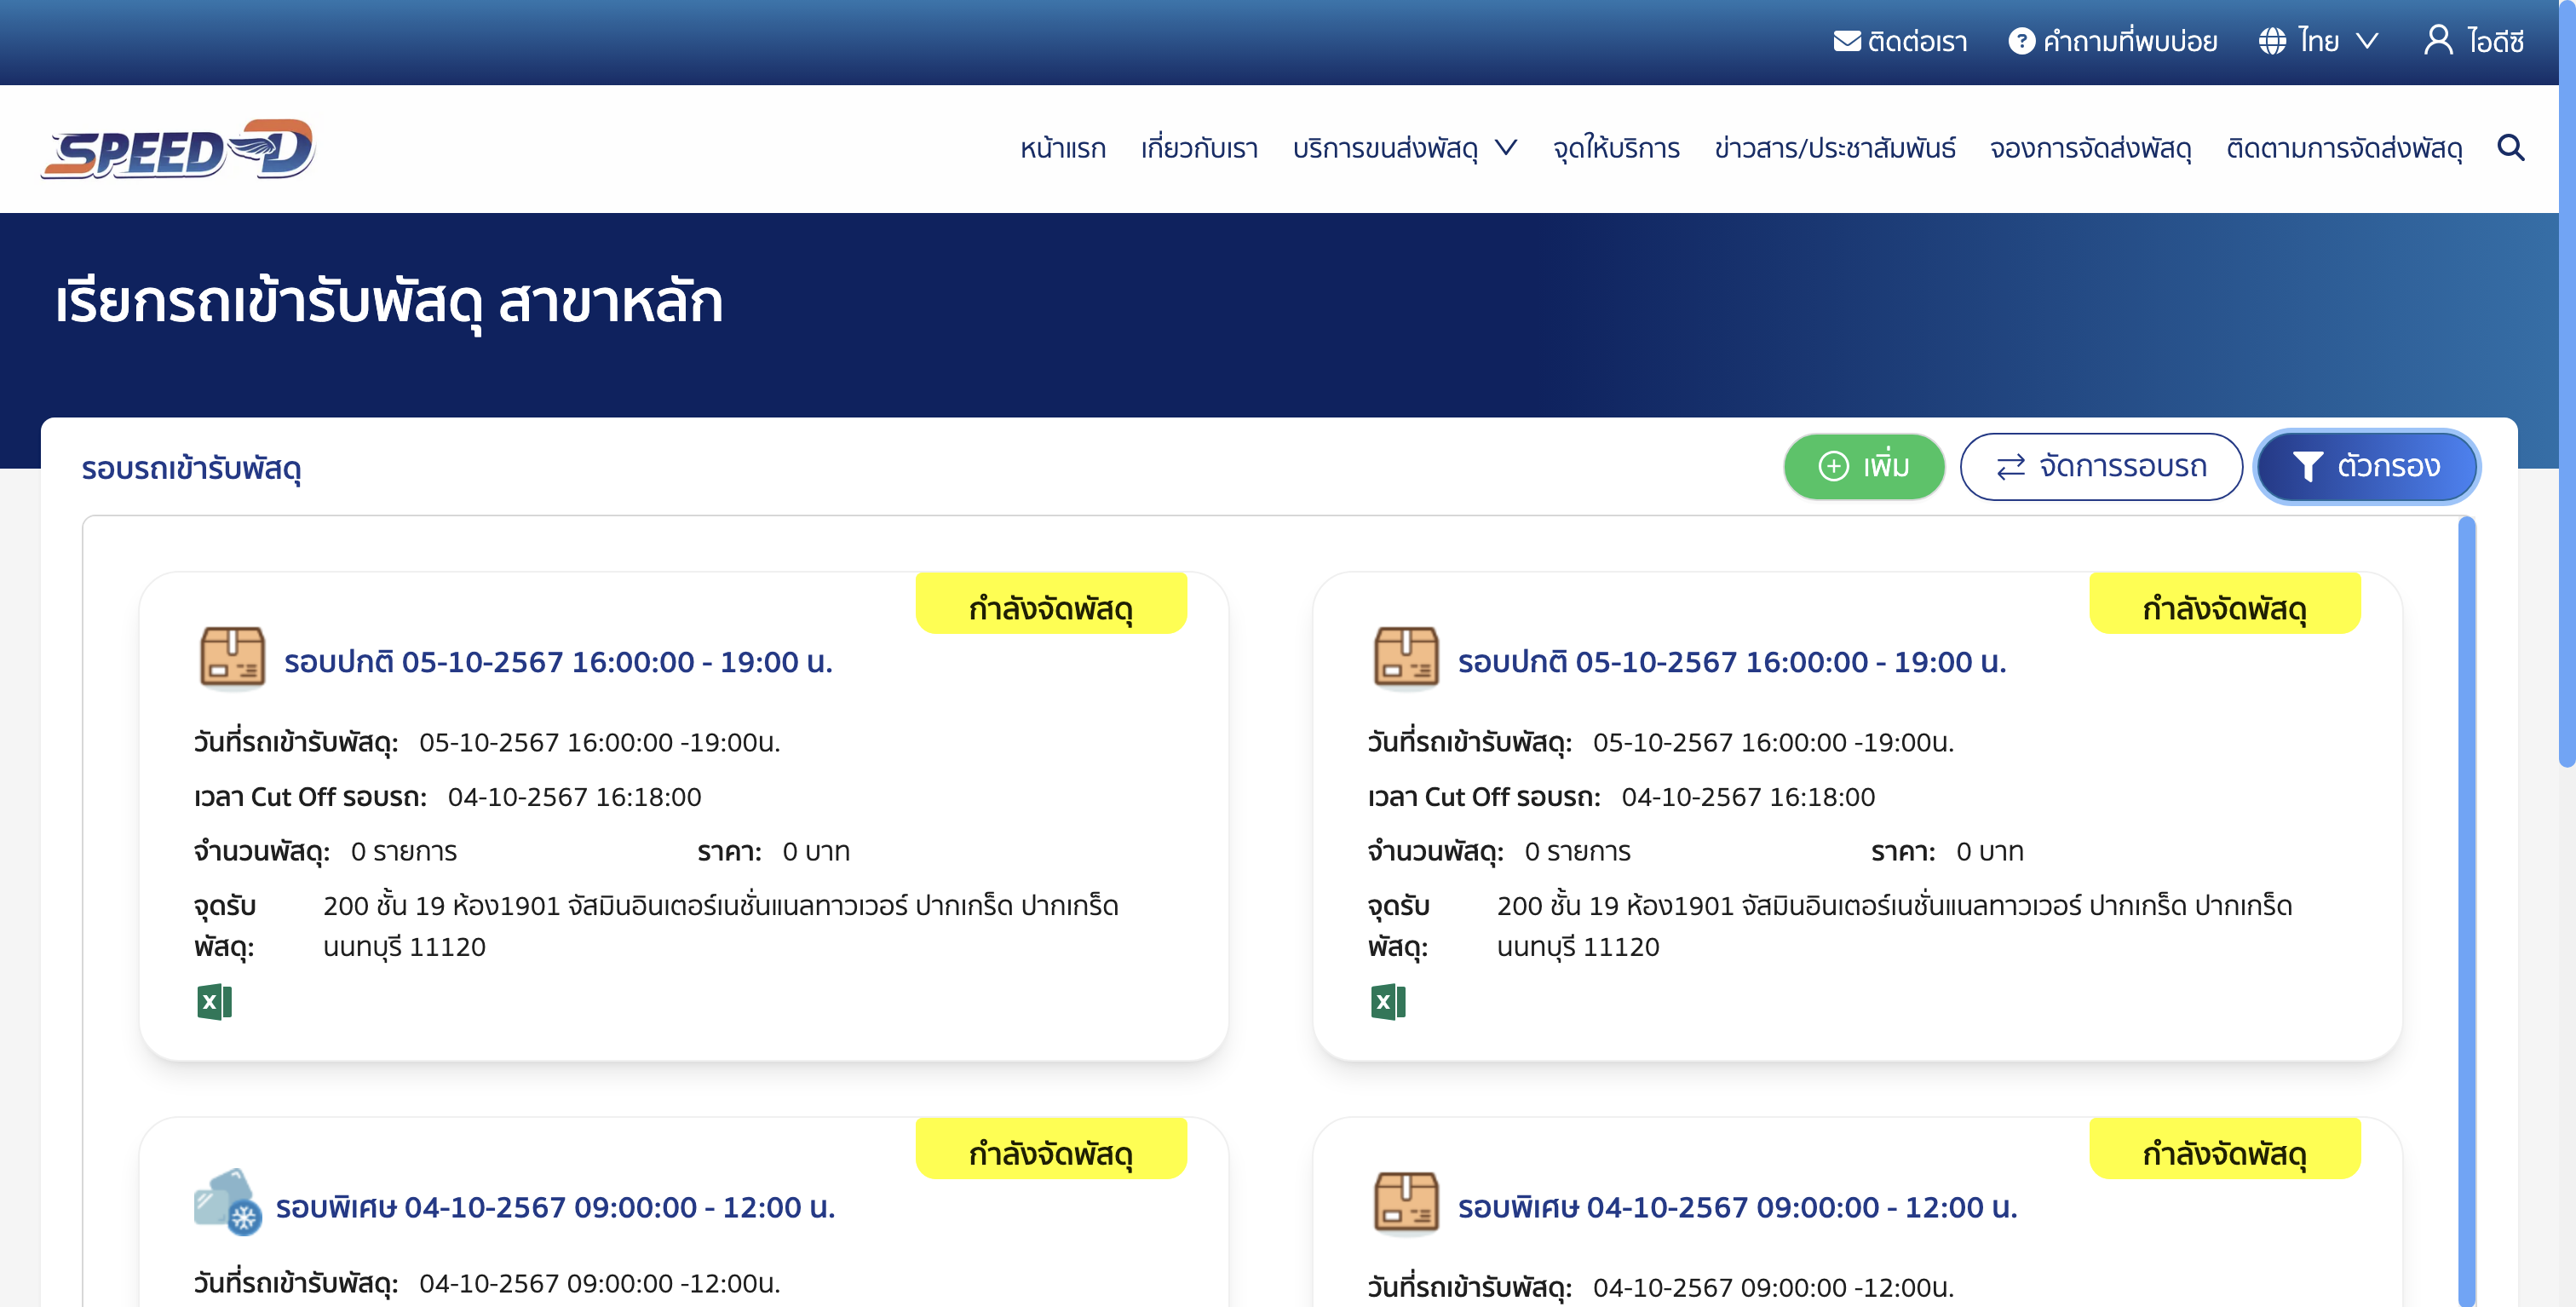 ติดต่อเรา คำถามที่พบบ่อย ไทย ไอดีซี
SPEED-D
หน้าแรก เกี่ยวกับเรา บริการขนส่งพัสดุ จุดให้บริการ ข่าวสาร/ประชาสัมพันธ์ จองการจัดส่งพัสดุ ติดตามการจัดส่งพัสดุ
เรียกรถเข้ารับพัสดุ สาขาหลัก
รอบรถเข้ารับพัสดุ
เพิ่ม จัดการรอบรถ ตัวกรอง
กำลังจัดพัสดุ
รอบปกติ 05-10-2567 16:00:00 - 19:00 น.
วันที่รถเข้ารับพัสดุ: 05-10-2567 16:00:00 -19:00น.
เวลา Cut Off รอบรถ: 04-10-2567 16:18:00
จำนวนพัสดุ: 0 รายการ ราคา: 0 บาท
จุดรับพัสดุ: 200 ชั้น 19 ห้อง1901 จัสมินอินเตอร์เนชั่นแนลทาวเวอร์ ปากเกร็ด ปากเกร็ด
นนทบุรี 11120
กำลังจัดพัสดุ
รอบปกติ 05-10-2567 16:00:00 - 19:00 น.
วันที่รถเข้ารับพัสดุ: 05-10-2567 16:00:00 -19:00น.
เวลา Cut Off รอบรถ: 04-10-2567 16:18:00
จำนวนพัสดุ: 0 รายการ ราคา: 0 บาท
จุดรับพัสดุ: 200 ชั้น 19 ห้อง1901 จัสมินอินเตอร์เนชั่นแนลทาวเวอร์ ปากเกร็ด ปากเกร็ด
นนทบุรี 11120
กำลังจัดพัสดุ
รอบพิเศษ 04-10-2567 09:00:00 - 12:00 น.
วันที่รถเข้ารับพัสดุ: 04-10-2567 09:00:00 -12:00น.
กำลังจัดพัสดุ
รอบพิเศษ 04-10-2567 09:00:00 - 12:00 น.
วันที่รถเข้ารับพัสดุ: 04-10-2567 09:00:00 -12:00น.